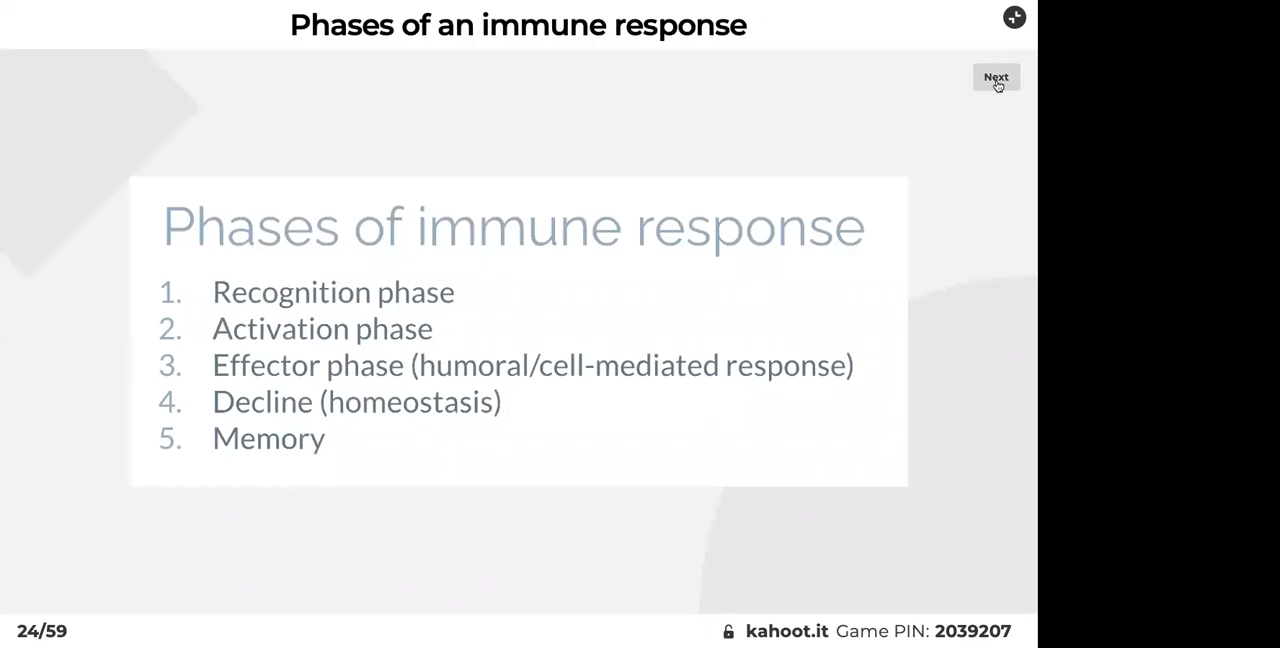 Phases of an immune response
Next
Phases of immune response
1. Recognition phase
2. Activation phase
3. Effector phase (humoral/cell-mediated response)
4. Decline (homeostasis)
5. Memory
24/59
kahoot.it Game PIN: 2039207